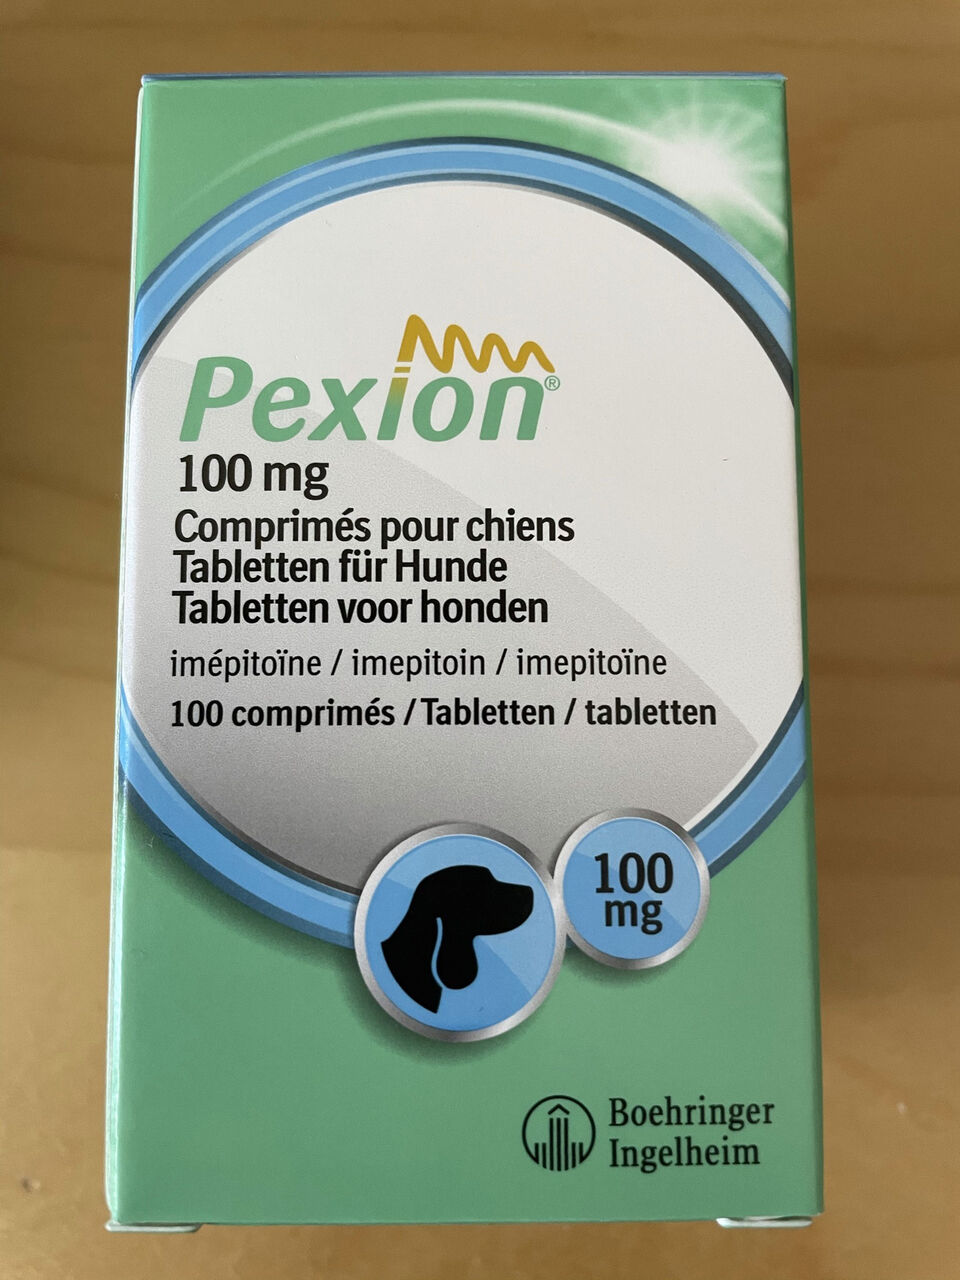 Pexion®
100 mg
Comprimés pour chiens
Tabletten für Hunde
Tabletten voor honden
imépitoïne / imepitoin / imepitoïne
100 comprimés / Tabletten / tabletten
100
mg
Boehringer
Ingelheim